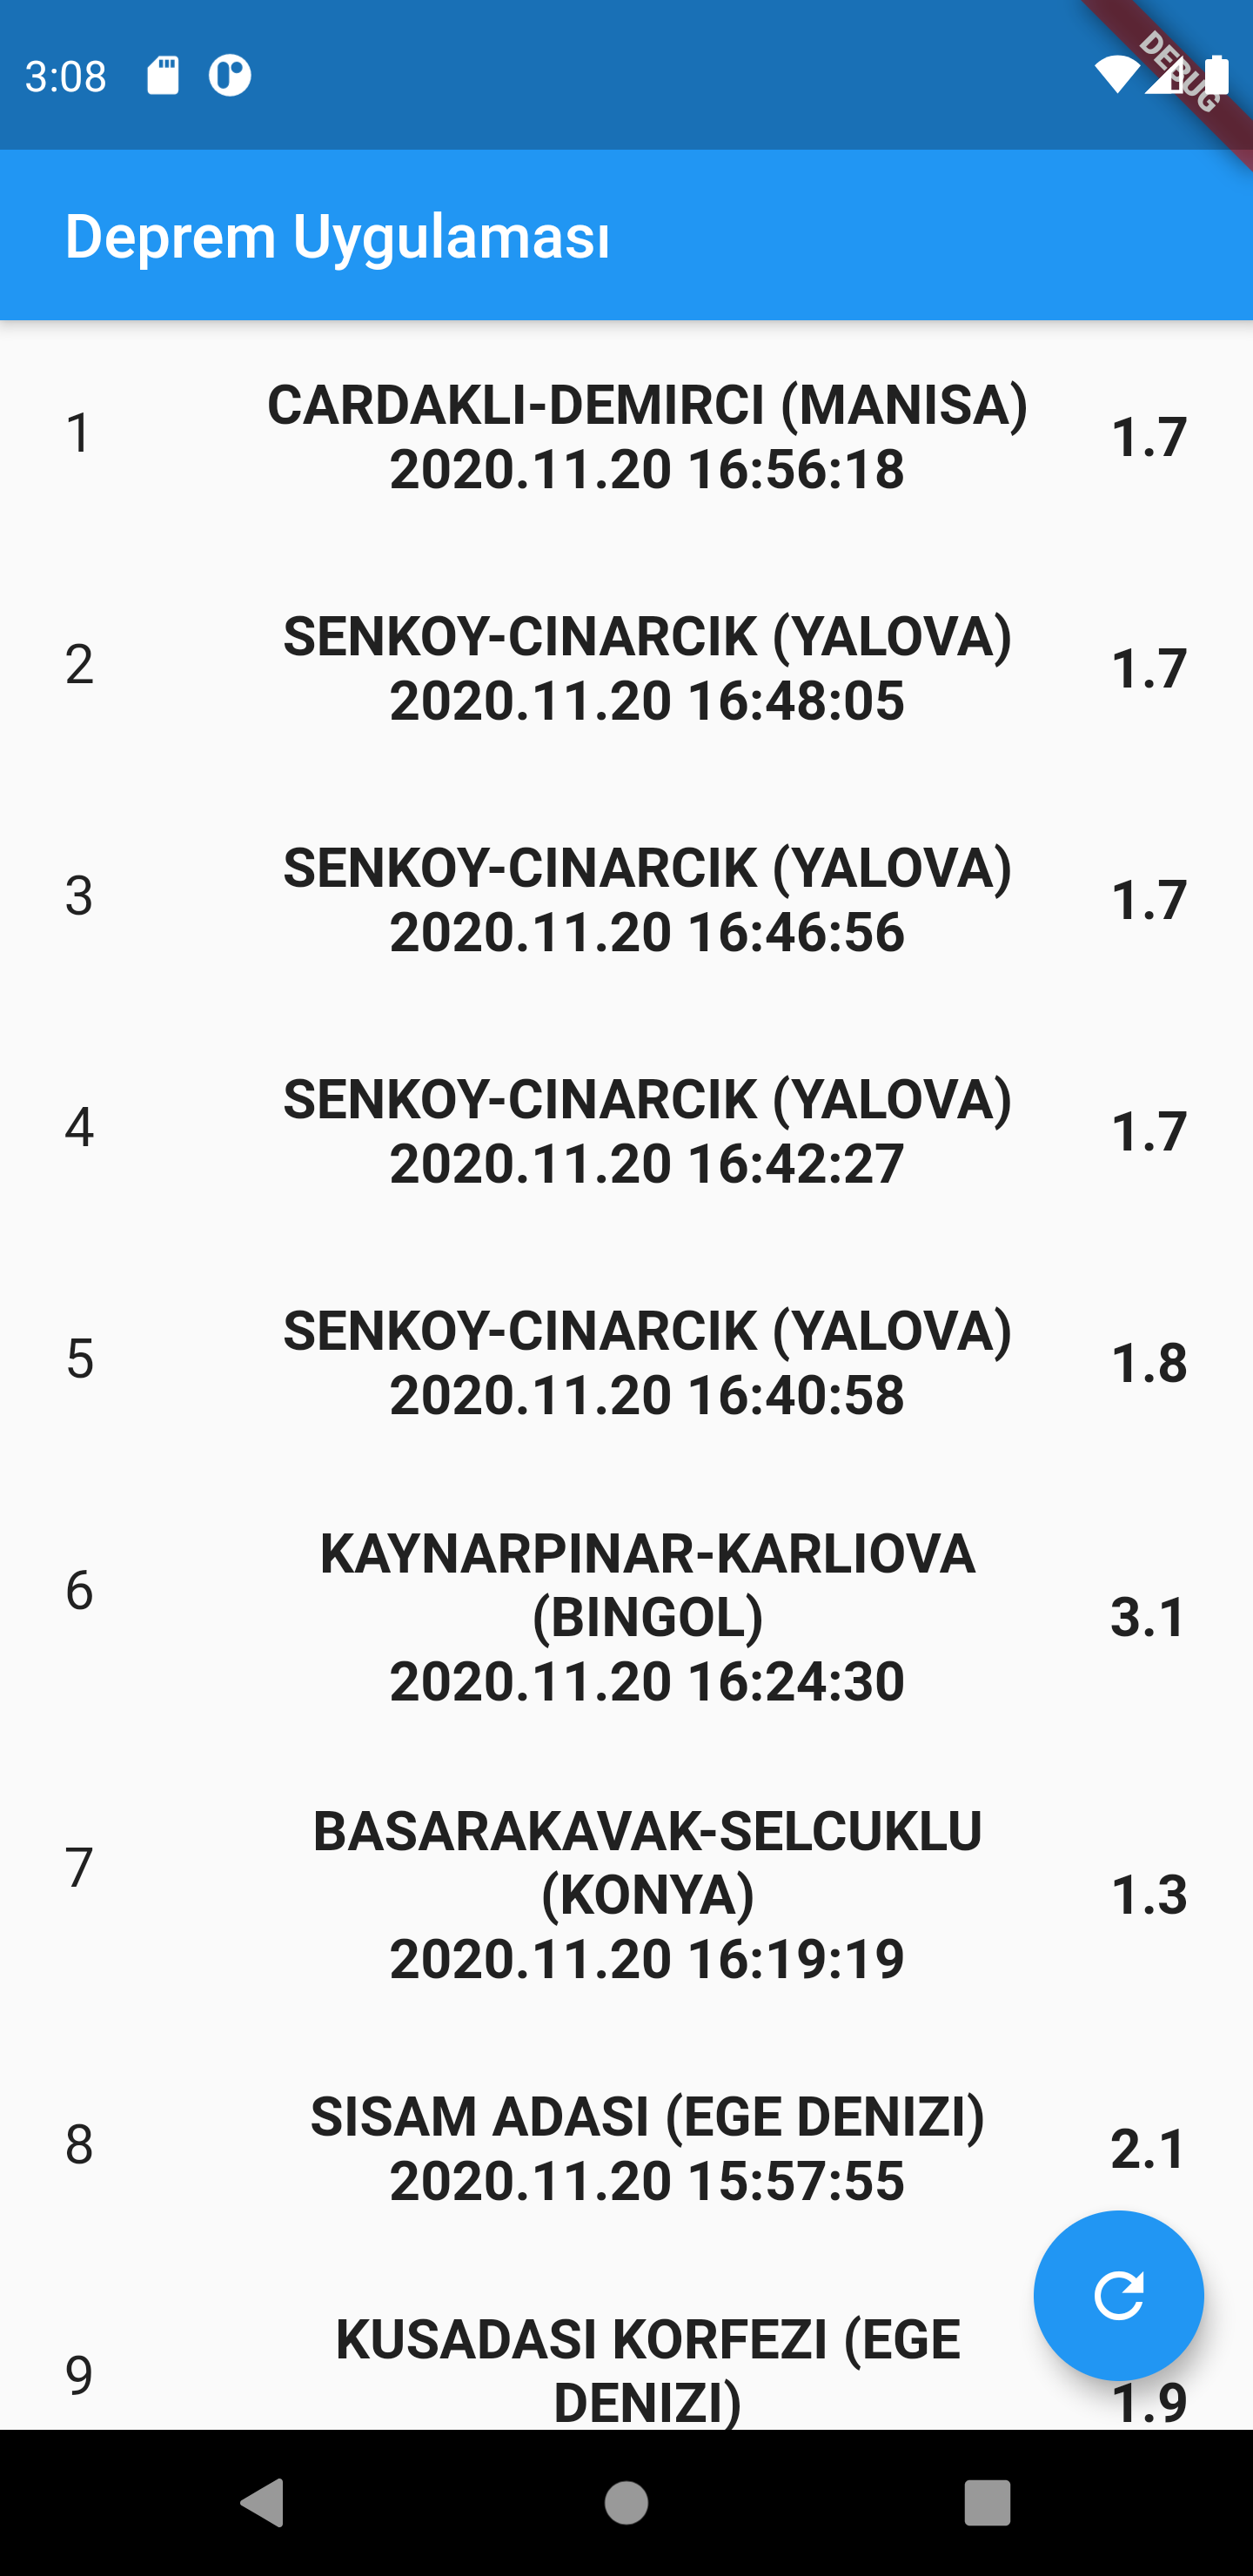 3:08
DEBUG
Deprem Uygulaması
1
CARDAKLI-DEMIRCI (MANISA)
2020.11.20 16:56:18
1.7
2
SENKOY-CINARCIK (YALOVA)
2020.11.20 16:48:05
1.7
3
SENKOY-CINARCIK (YALOVA)
2020.11.20 16:46:56
1.7
4
SENKOY-CINARCIK (YALOVA)
2020.11.20 16:42:27
1.7
5
SENKOY-CINARCIK (YALOVA)
2020.11.20 16:40:58
1.8
6
KAYNARPINAR-KARLIOVA
(BINGOL)
2020.11.20 16:24:30
3.1
7
BASARAKAVAK-SELCUKLU
(KONYA)
2020.11.20 16:19:19
1.3
8
SISAM ADASI (EGE DENIZI)
2020.11.20 15:57:55
2.1
9
KUSADASI KORFEZI (EGE
DENIZI)
1.9